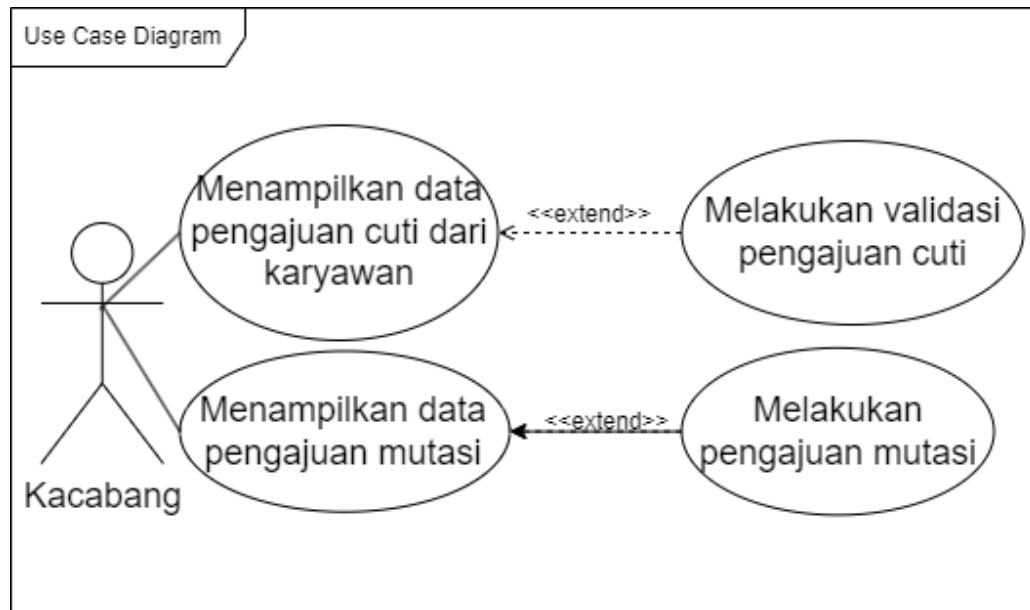 Use Case Diagram
Menampilkan data
pengajuan cuti dari
karyawan
<<extend>>
Melakukan validasi
pengajuan cuti
Menampilkan data
pengajuan mutasi
<<extend>>
Melakukan
pengajuan mutasi
Kacabang